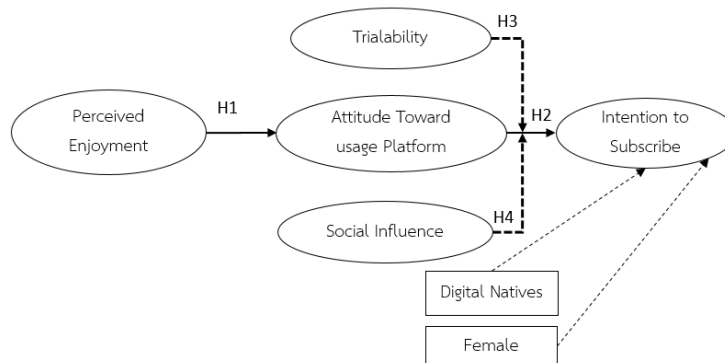 Trialability
H3
Perceived
Enjoyment
H1
Attitude Toward
usage Platform
H2
Intention to
Subscribe
Social Influence
H4
Digital Natives
Female